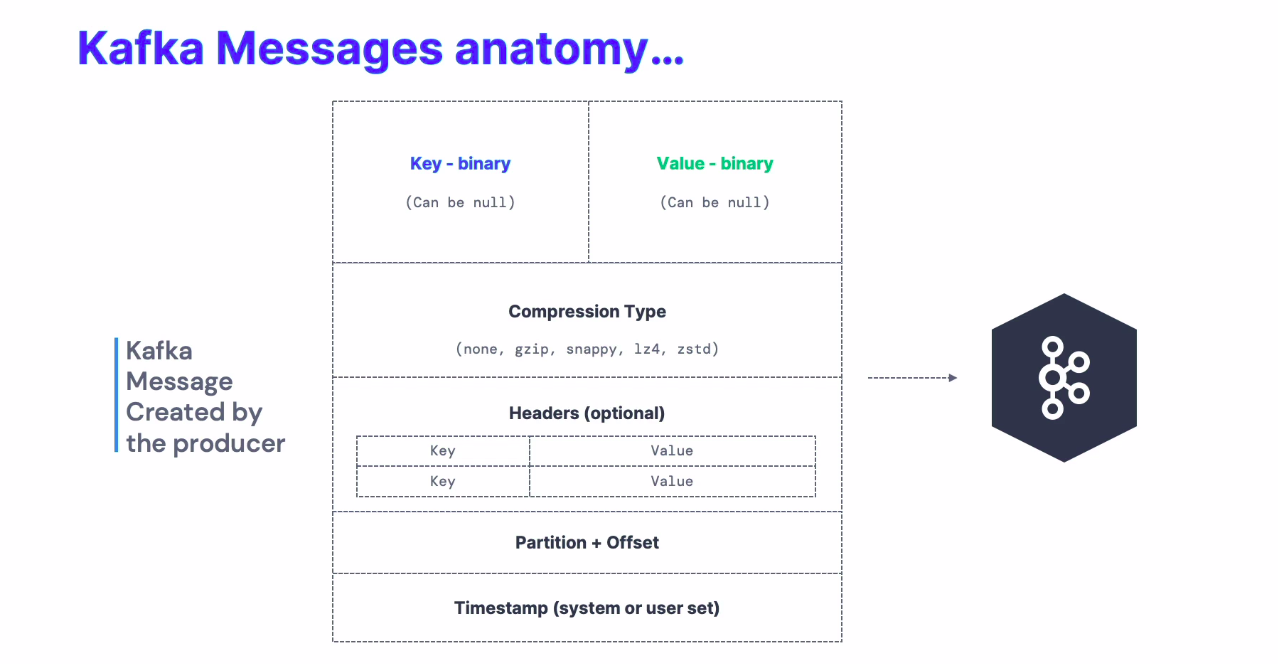 Kafka Messages anatomy...
Key - binary
Value - binary
(Can be null)
(Can be null)
Compression Type
(none, gzip, snappy, lz4, zstd)
Kafka
Message
Created by
the producer
Headers (optional)
Key
Value
Key
Value
Partition + Offset
Timestamp (system or user set)